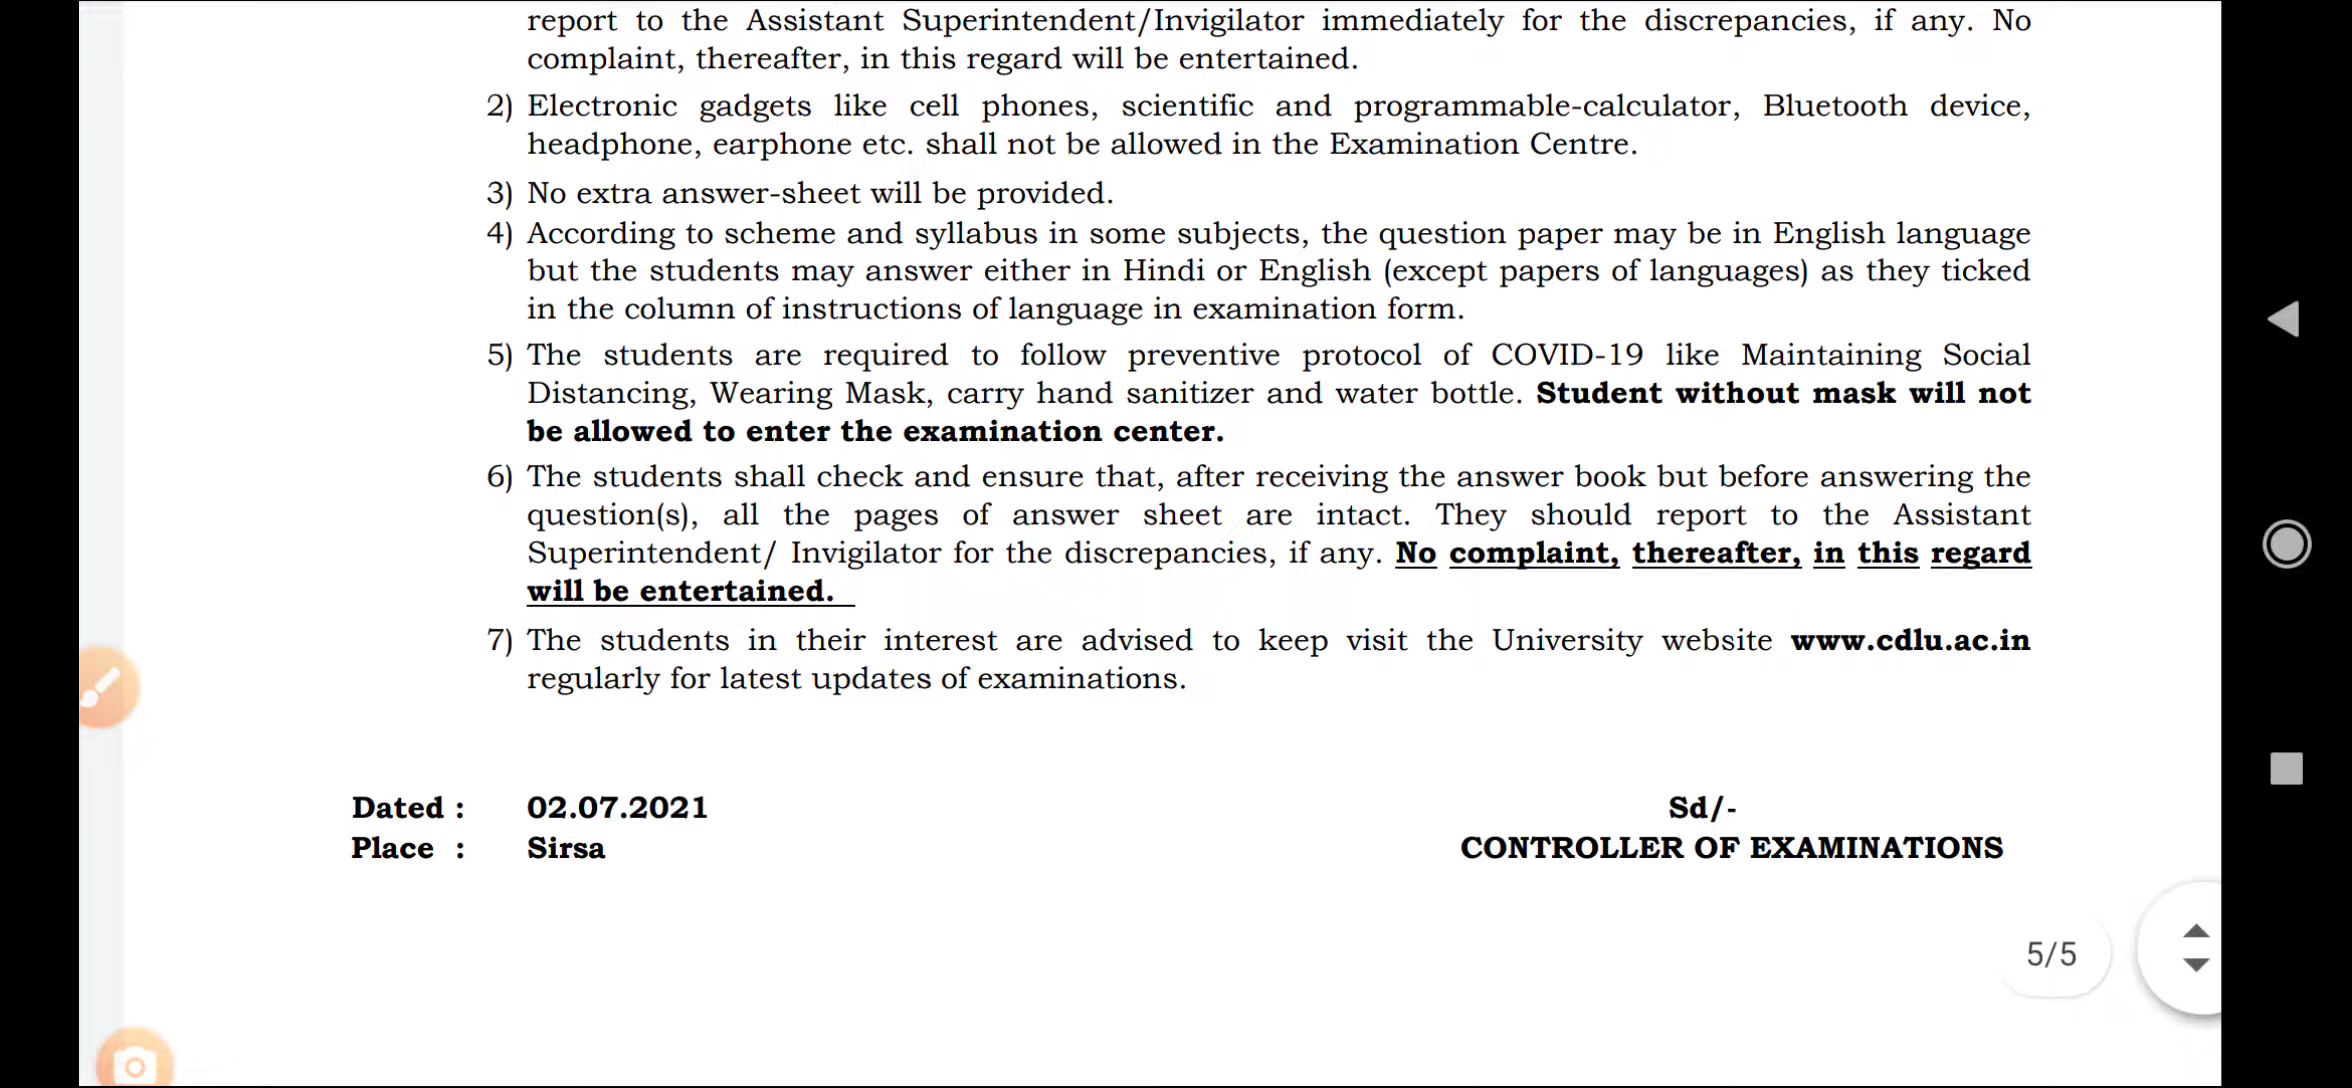 report to the Assistant Superintendent/Invigilator immediately for the discrepancies, if any. No
complaint, thereafter, in this regard will be entertained.
2) Electronic gadgets like cell phones, scientific and programmable-calculator, Bluetooth device,
headphone, earphone etc. shall not be allowed in the Examination Centre.
3) No extra answer-sheet will be provided.
4) According to scheme and syllabus in some subjects, the question paper may be in English language
but the students may answer either in Hindi or English (except papers of languages) as they ticked
in the column of instructions of language in examination form.
5) The students are required to follow preventive protocol of COVID-19 like Maintaining Social
Distancing, Wearing Mask, carry hand sanitizer and water bottle. Student without mask will not
be allowed to enter the examination center.
6) The students shall check and ensure that, after receiving the answer book but before answering the
question(s), all the pages of answer sheet are intact. They should report to the Assistant
Superintendent/ Invigilator for the discrepancies, if any. No complaint, thereafter, in this regard
will be entertained.
7) The students in their interest are advised to keep visit the University website www.cdlu.ac.in
regularly for latest updates of examinations.
Dated : 02.07.2021 Sd/-
Place : Sirsa CONTROLLER OF EXAMINATIONS
5/5